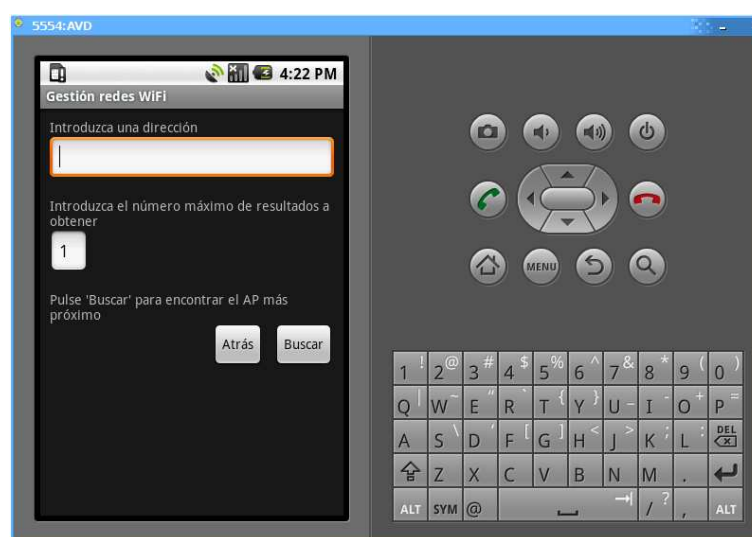 5554:AVD
4:22 PM
Gestión redes WiFi
Introduzca una dirección
Introduzca el número máximo de resultados a
obtener
1
Pulse 'Buscar' para encontrar el AP más
próximo
Atrás Buscar
MENU
1 ! 2 @ 3 # 4 $ 5 % 6 ^ 7 & 8 * 9 ( 0 )
Q | W ~ E " R ` T { Y } U _ I - O + P =
A S \ D ' F [ G ] H < J > K ; L : DEL
Z X C V B N M .
ALT SYM @ / ? , ALT